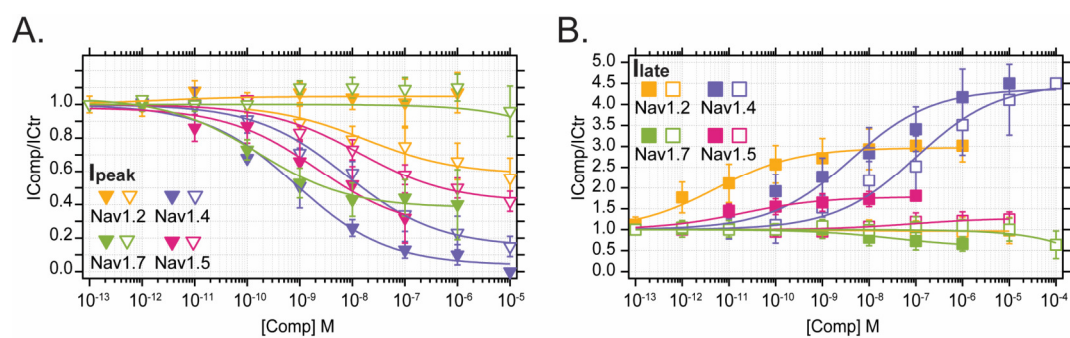 A.
B.
1.0
0.8
0.6
0.4
0.2
0.0
IComp/ICtr
Ipeak
Nav1.2 Nav1.4
Nav1.7 Nav1.5
10-13 10-12 10-11 10-10 10-9 10-8 10-7 10-6 10-5
[Comp] M
5.0
4.5
4.0
3.5
3.0
2.5
2.0
1.5
1.0
0.5
0.0
IComp/ICtr
Ilate
Nav1.2 Nav1.4
Nav1.7 Nav1.5
10-13 10-12 10-11 10-10 10-9 10-8 10-7 10-6 10-5 10-4
[Comp] M